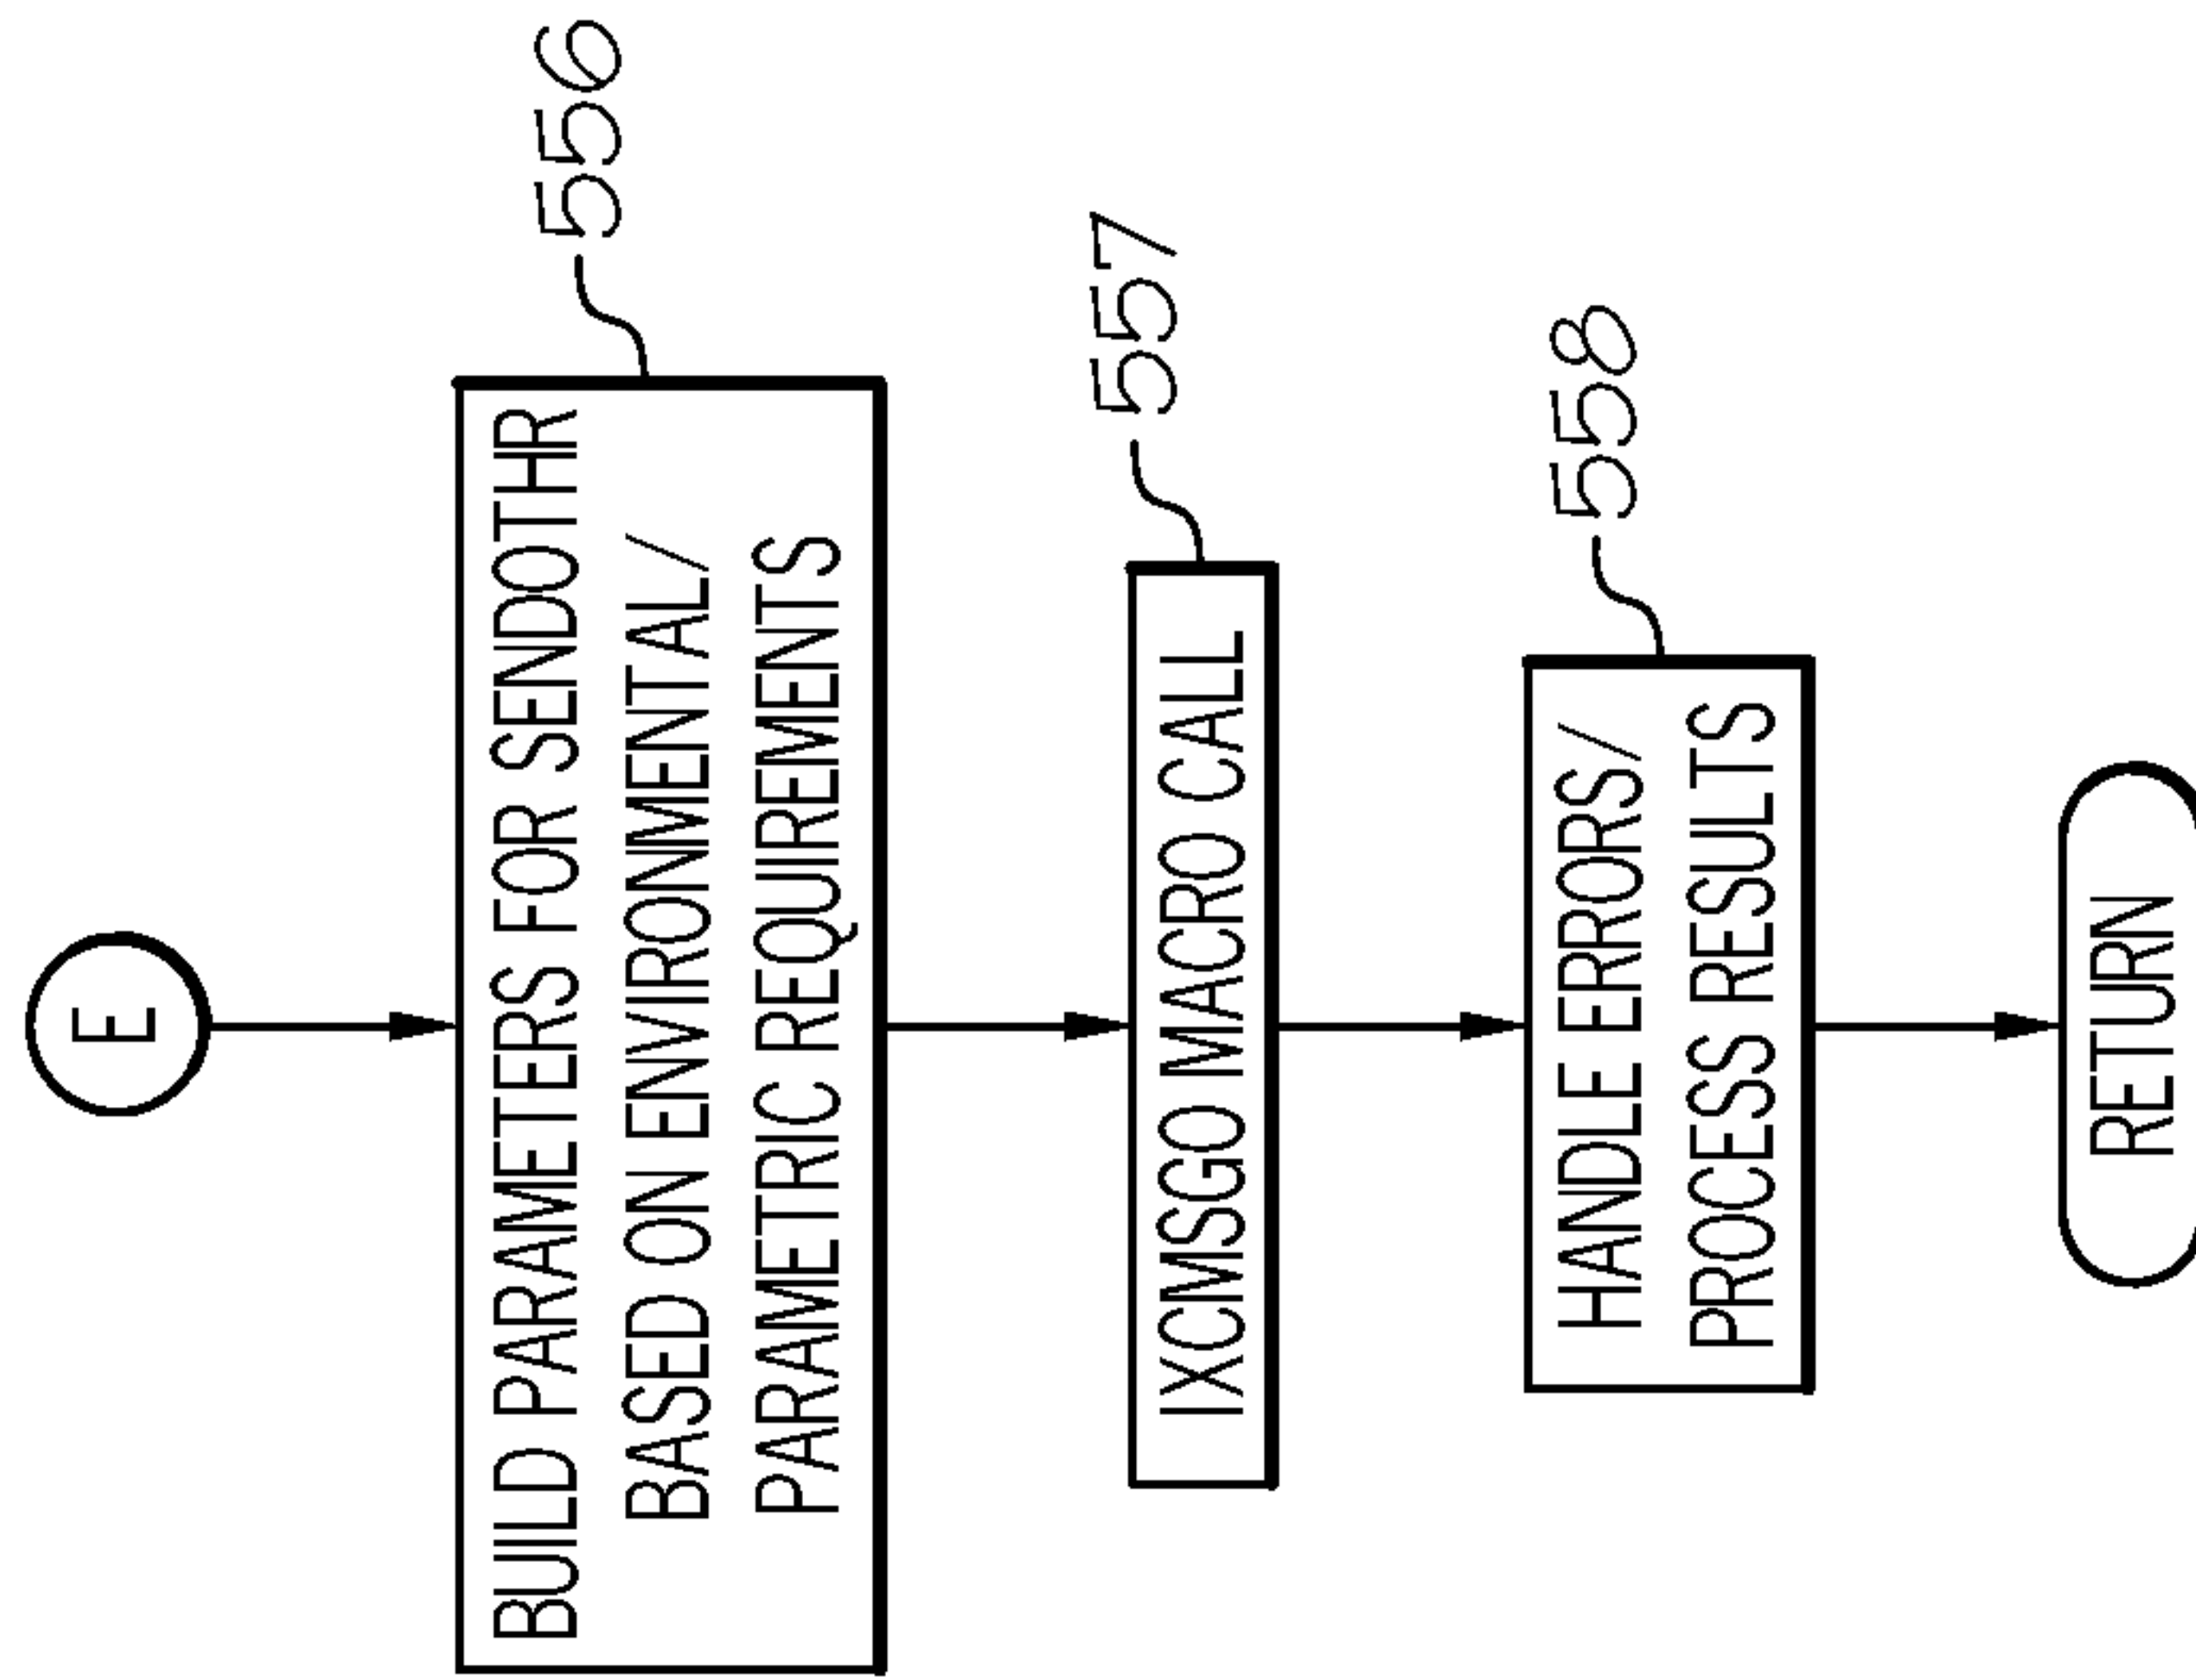 E
BUILD PARAMETERS FOR SENDOTHR
BASED ON ENVIRONMENTAL/
PARAMETRIC REQUIREMENTS
556
IXCMSGO MACRO CALL
557
HANDLE ERRORS/
PROCESS RESULTS
558
RETURN